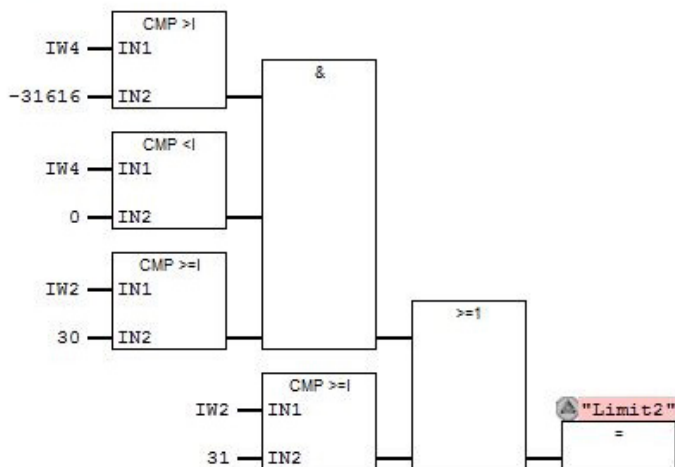 CMP >I
IW4 IN1
-31616 IN2
&
CMP <I
IW4 IN1
0 IN2
CMP >=I
IW2 IN1
30 IN2
>=1
CMP >=I
IW2 IN1
"Limit2"
=
31 IN2